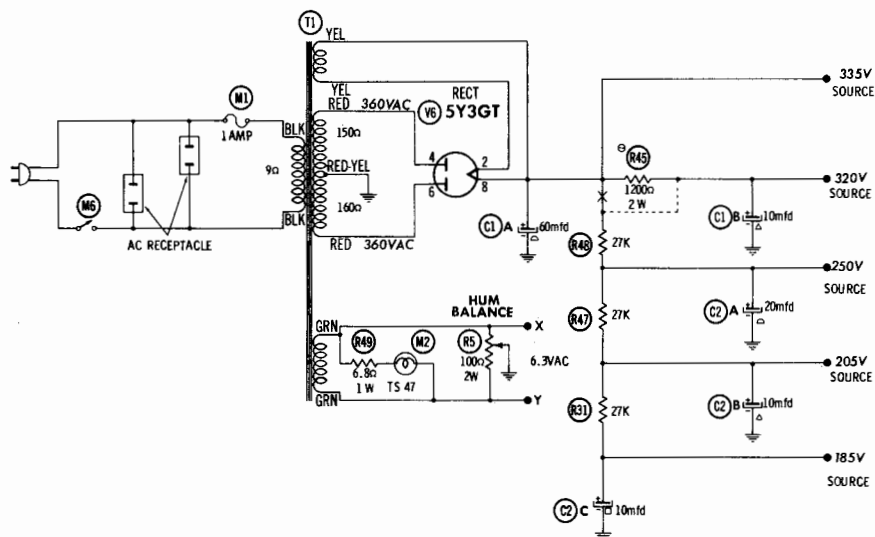 T1
YEL
YEL
RED 360VAC
RECT
V6 5Y3GT
M1
1 AMP
BLK
9Ω
BLK
150Ω
RED-YEL
160Ω
RED 360VAC
4
6
2
8
M6
AC RECEPTACLE
335V
SOURCE
⊖
R45
1200Ω
2 W
320V
SOURCE
C1 A
60mfd
C1 B
10mfd
R48
27K
250V
SOURCE
C2 A
20mfd
R47
27K
205V
SOURCE
C2 B
10mfd
R31
27K
185V
SOURCE
C2 C
10mfd
GRN
R49
6.8Ω
1 W
M2
TS 47
HUM
BALANCE
R5
100Ω
2W
X
6.3VAC
Y
GRN